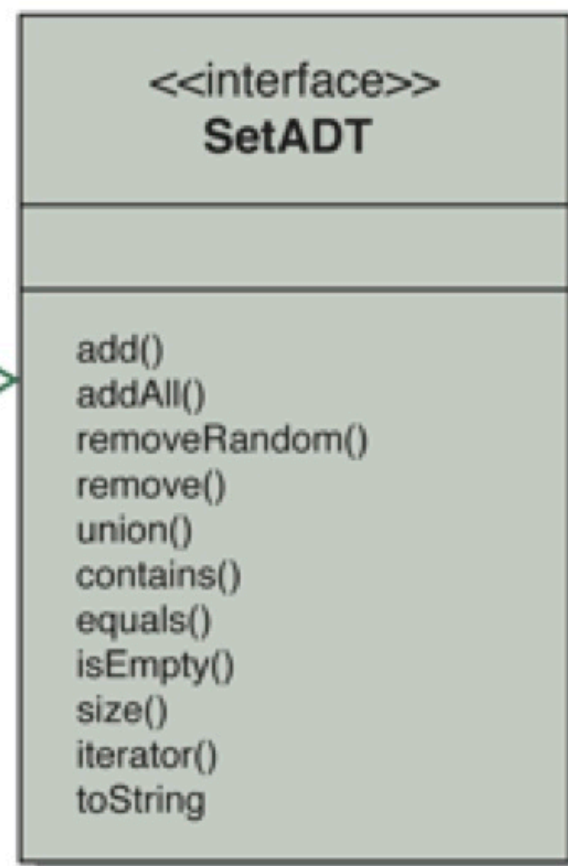 <<interface>>
SetADT
add()
addAll()
removeRandom()
remove()
union()
contains()
equals()
isEmpty()
size()
iterator()
toString